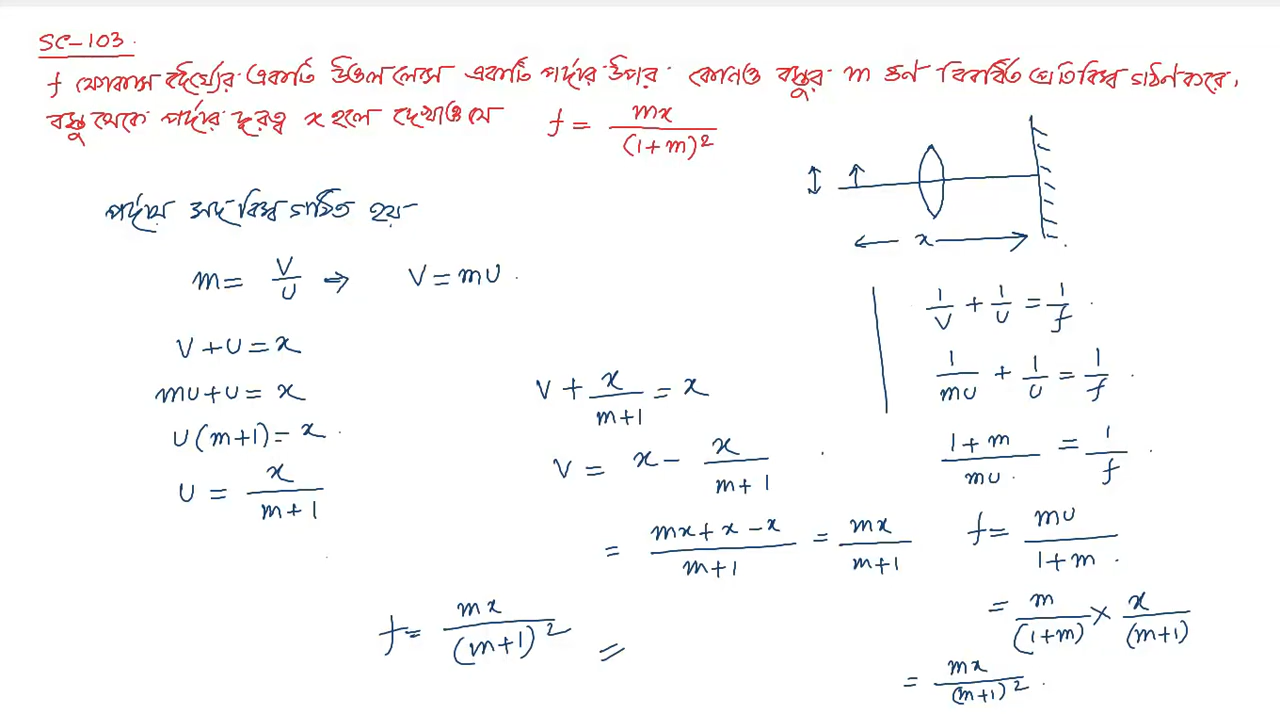 SC-103.
f ফোকাস দৈর্ঘ্যের একটি উত্তল লেন্স একটি পর্দার উপর কোনও বস্তুর m গুণ বিবর্ধিত প্রতিবিম্ব গঠন করে,
বস্তু থেকে পর্দার দূরত্ব x হলে দেখাও যে f = mx/(1+m)²
x
পর্দায় সদ বিম্ব গঠিত হয়
m = V/U ⇒ V = mU
V + U = x
mU + U = x
U(m+1) = x
U = x/(m+1)
V + x/(m+1) = x
V = x - x/(m+1)
= (mx + x - x)/(m+1) = mx/(m+1)
f = mx/(m+1)²
1/V + 1/U = 1/f
1/mU + 1/U = 1/f
(1+m)/mU = 1/f
f = mU/(1+m)
= m/(1+m) × x/(m+1)
= mx/(m+1)²